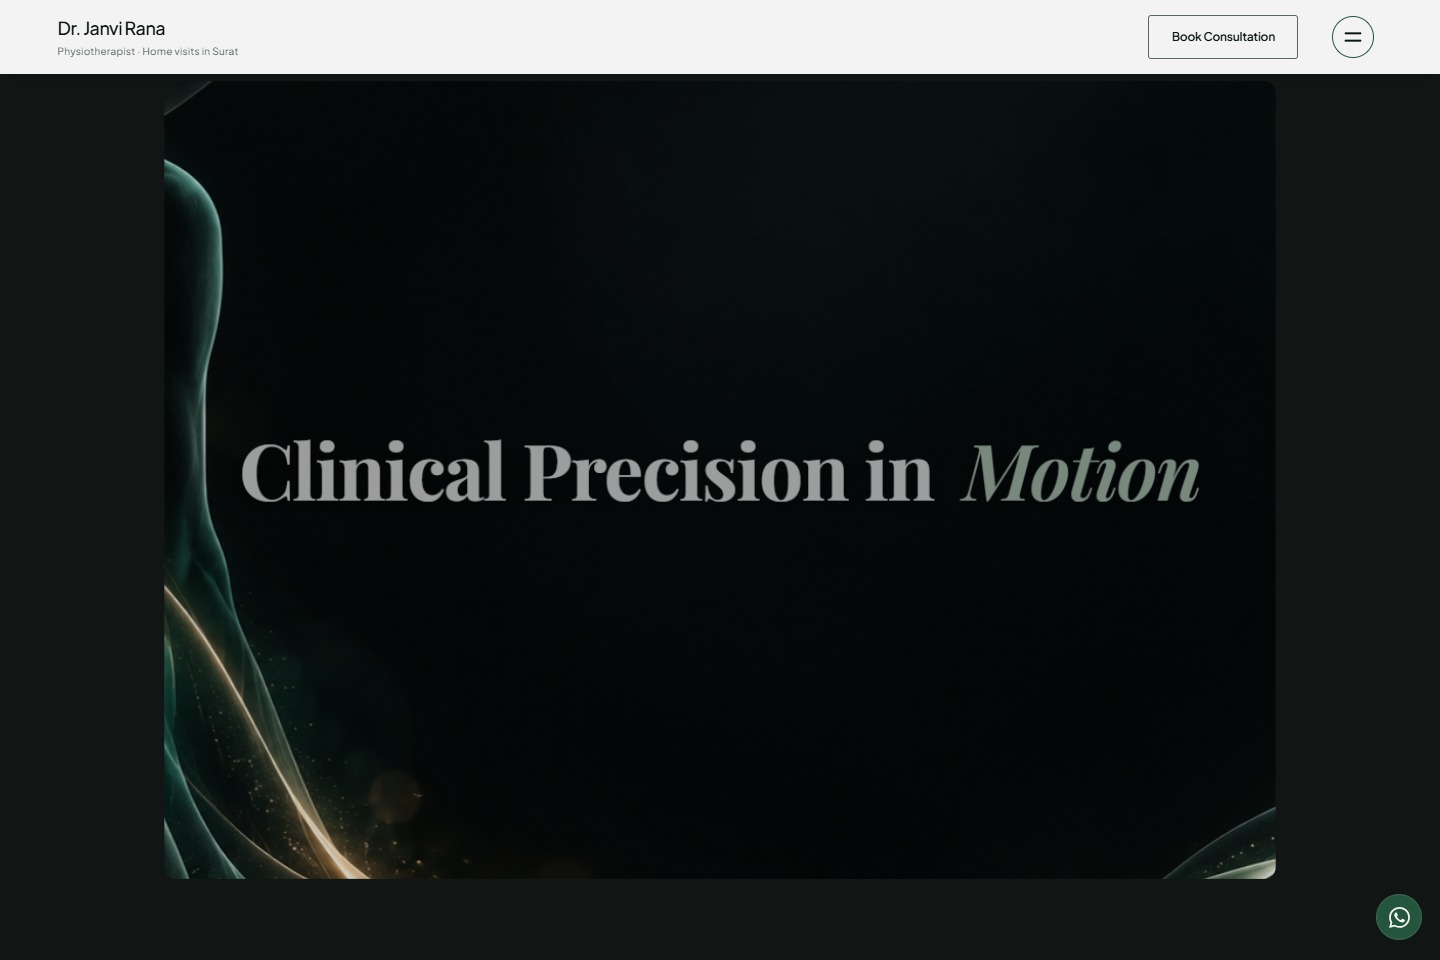 Dr. Janvi Rana
Physiotherapist · Home visits in Surat
Book Consultation
Clinical Precision in Motion